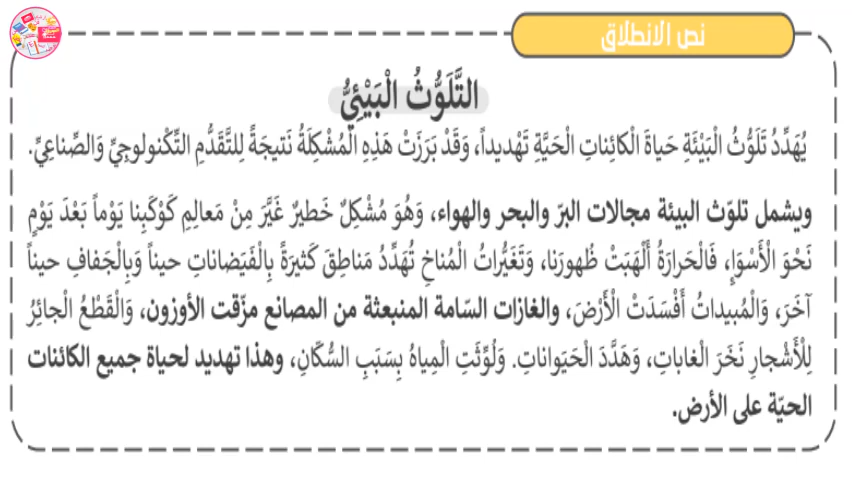 نص الانطلاق
التَّلَوُّثُ الْبَيْئِيُّ
يُهَدِّدُ تَلَوُّثُ الْبَيْئَةِ حَياةَ الْكائِناتِ الْحَيَّةِ تَهْديداً، وَقَدْ بَرَزَتْ هَذِهِ الْمُشْكِلَةُ نَتيجَةً لِلتَّقَدُّمِ التِّكْنولوجِيِّ وَالصِّناعِيِّ.
ويشمل تلوّث البيئة مجالات البرّ والبحر والهواء، وَهُوَ مُشْكِلٌ خَطيرٌ غَيَّرَ مِنْ مَعالِمِ كَوْكَبِنا يَوْماً بَعْدَ يَوْمٍ
نَحْوَ الْأَسْوَإِ، فَالْحَرارَةُ أَلْهَبَتْ ظُهورَنا، وَتَغَيُّراتُ الْمُناخِ تُهَدِّدُ مَناطِقَ كَثيرَةً بِالْفَيَضاناتِ حيناً وَبِالْجَفافِ حيناً
آخَرَ، وَالْمُبيداتُ أَفْسَدَتْ الْأَرْضَ، والغازات السّامة المنبعثة من المصانع مزّقت الأوزون، وَالْقَطْعُ الْجائِرُ
لِلْأَشْجارِ نَخَرَ الْغاباتِ، وَهَدَّدَ الْحَيَواناتِ. وَلُوِّثَتِ الْمِياهُ بِسَبَبِ السُّكّانِ، وهذا تهديد لحياة جميع الكائنات
الحيّة على الأرض.